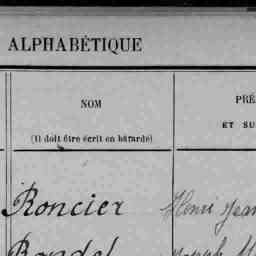 ALPHABÉTIQUE
NOM
PRÉ
(Il doit être écrit en bâtarde)
ET SU
Roncier Henri Jean